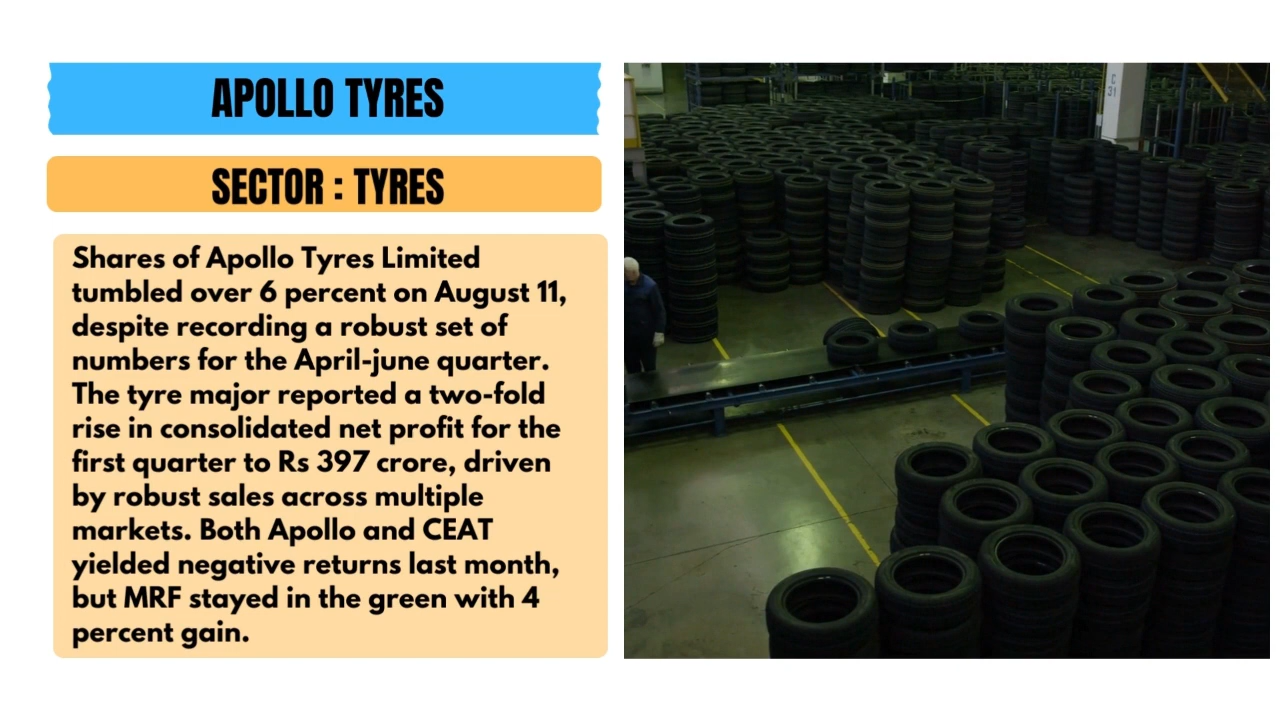 APOLLO TYRES
SECTOR : TYRES
Shares of Apollo Tyres Limited
tumbled over 6 percent on August 11,
despite recording a robust set of
numbers for the April-june quarter.
The tyre major reported a two-fold
rise in consolidated net profit for the
first quarter to Rs 397 crore, driven
by robust sales across multiple
markets. Both Apollo and CEAT
yielded negative returns last month,
but MRF stayed in the green with 4
percent gain.
C
31